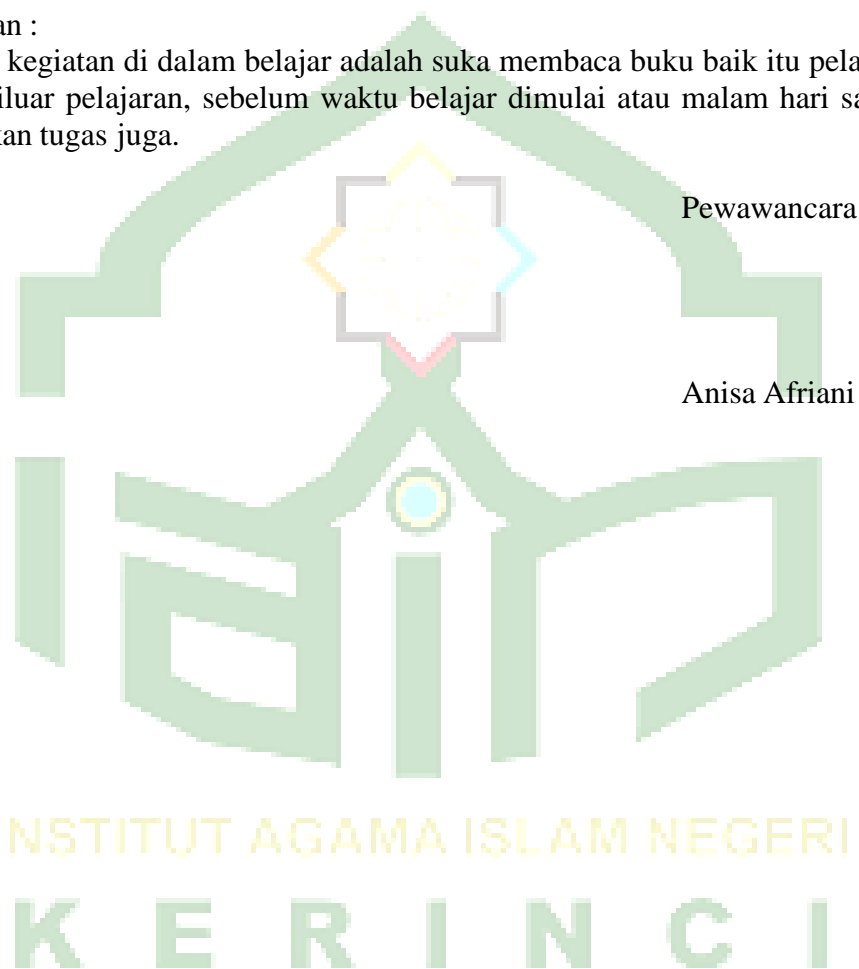 an :
kegiatan di dalam belajar adalah suka membaca buku baik itu pela
iluar pelajaran, sebelum waktu belajar dimulai atau malam hari sa
kan tugas juga.
Pewawancara
Anisa Afriani
NSTITUT AGAMA ISLAM NEGERI
K E R I N C I